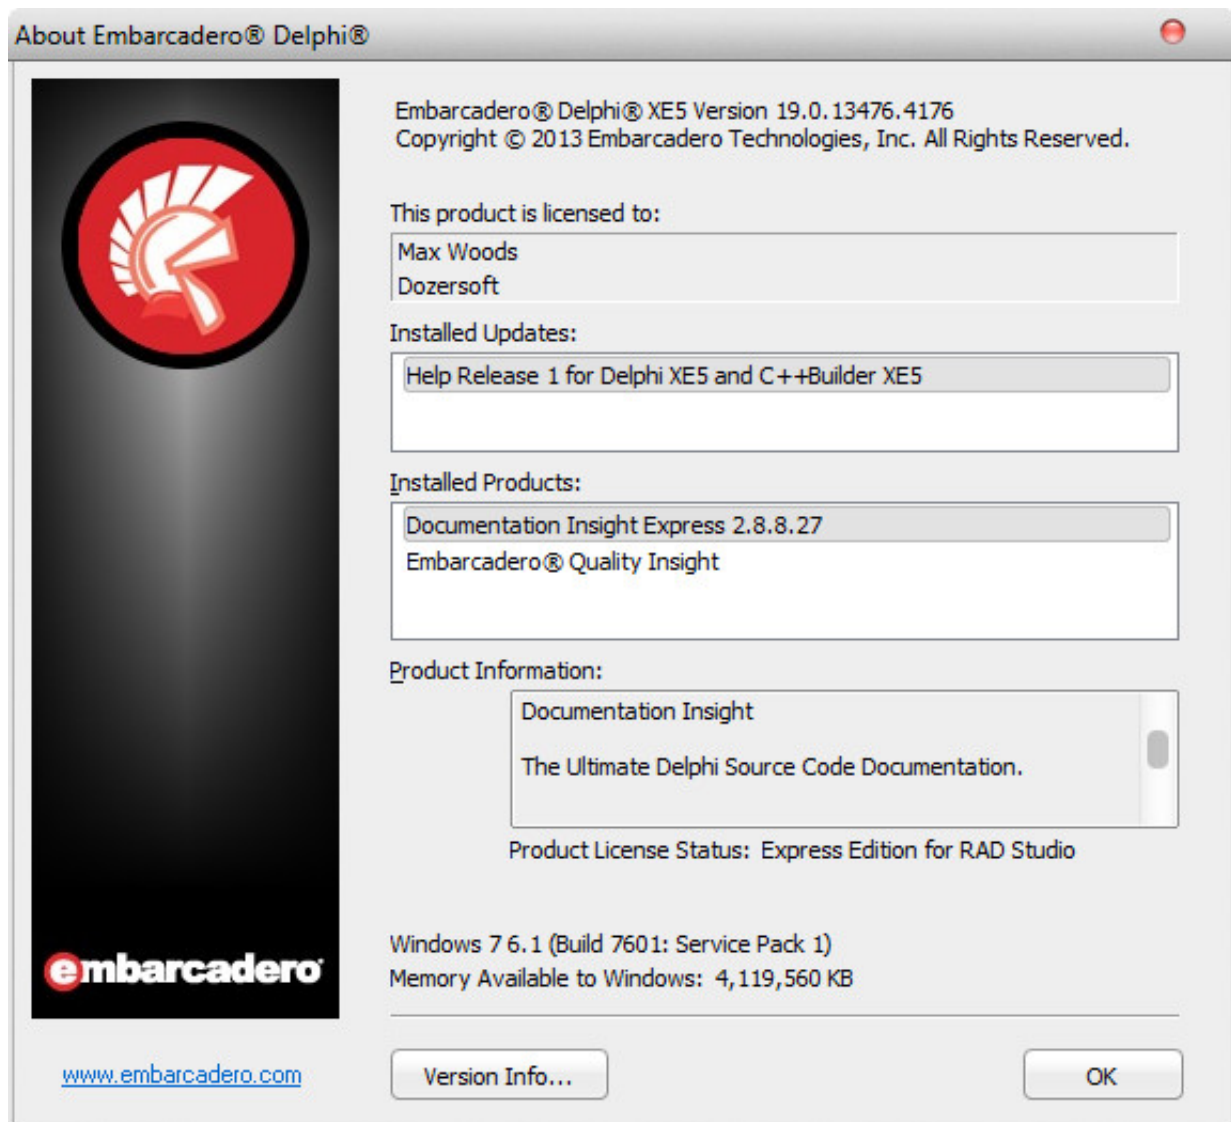 About Embarcadero® Delphi®
Embarcadero® Delphi® XE5 Version 19.0.13476.4176
Copyright © 2013 Embarcadero Technologies, Inc. All Rights Reserved.
This product is licensed to:
Max Woods
Dozersoft
Installed Updates:
Help Release 1 for Delphi XE5 and C++Builder XE5
Installed Products:
Documentation Insight Express 2.8.8.27
Embarcadero® Quality Insight
Product Information:
Documentation Insight
The Ultimate Delphi Source Code Documentation.
Product License Status: Express Edition for RAD Studio
Windows 7 6.1 (Build 7601: Service Pack 1)
Memory Available to Windows: 4,119,560 KB
embarcadero
www.embarcadero.com
Version Info...
OK